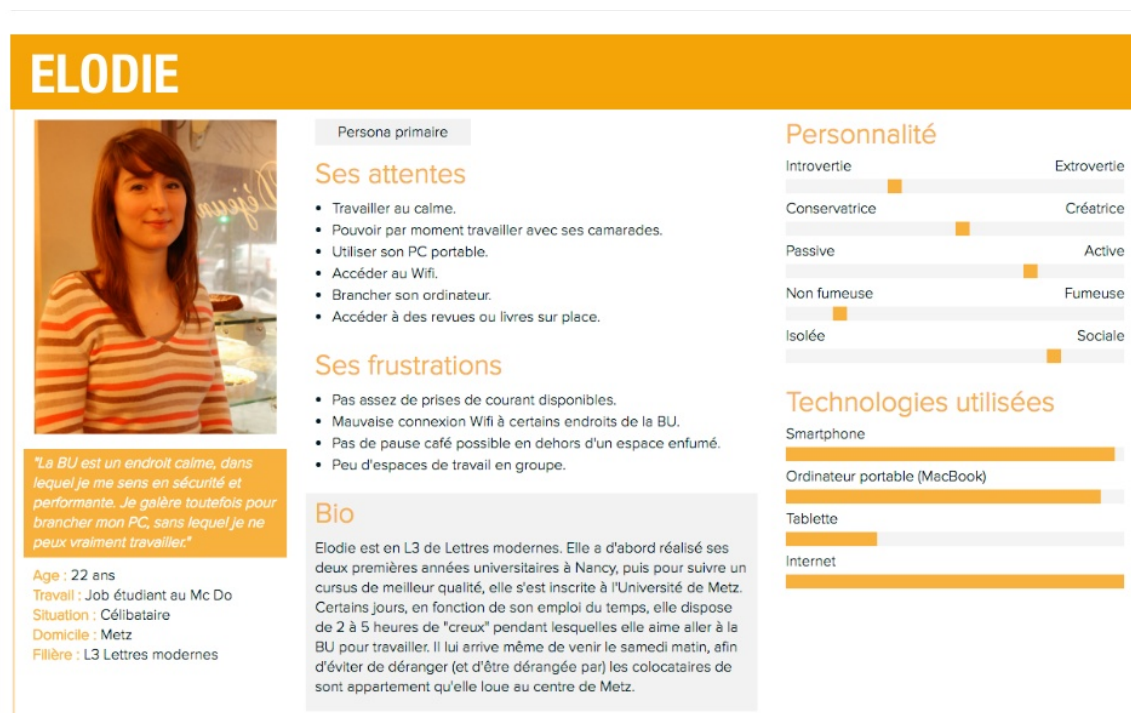 ELODIE
Déjeun
"La BU est un endroit calme, dans
lequel je me sens en sécurité et
performante. Je galère toutefois pour
brancher mon PC, sans lequel je ne
peux vraiment travailler."
Age : 22 ans
Travail : Job étudiant au Mc Do
Situation : Célibataire
Domicile : Metz
Filière : L3 Lettres modernes
Persona primaire
Ses attentes
• Travailler au calme.
• Pouvoir par moment travailler avec ses camarades.
• Utiliser son PC portable.
• Accéder au Wifi.
• Brancher son ordinateur.
• Accéder à des revues ou livres sur place.
Ses frustrations
• Pas assez de prises de courant disponibles.
• Mauvaise connexion Wifi à certains endroits de la BU.
• Pas de pause café possible en dehors d'un espace enfumé.
• Peu d'espaces de travail en groupe.
Bio
Elodie est en L3 de Lettres modernes. Elle a d'abord réalisé ses
deux premières années universitaires à Nancy, puis pour suivre un
cursus de meilleur qualité, elle s'est inscrite à l'Université de Metz.
Certains jours, en fonction de son emploi du temps, elle dispose
de 2 à 5 heures de "creux" pendant lesquelles elle aime aller à la
BU pour travailler. Il lui arrive même de venir le samedi matin, afin
d'éviter de déranger (et d'être dérangée par) les colocataires de
sont appartement qu'elle loue au centre de Metz.
Personnalité
Introvertie Extrovertie
Conservatrice Créatrice
Passive Active
Non fumeuse Fumeuse
Isolée Sociale
Technologies utilisées
Smartphone
Ordinateur portable (MacBook)
Tablette
Internet